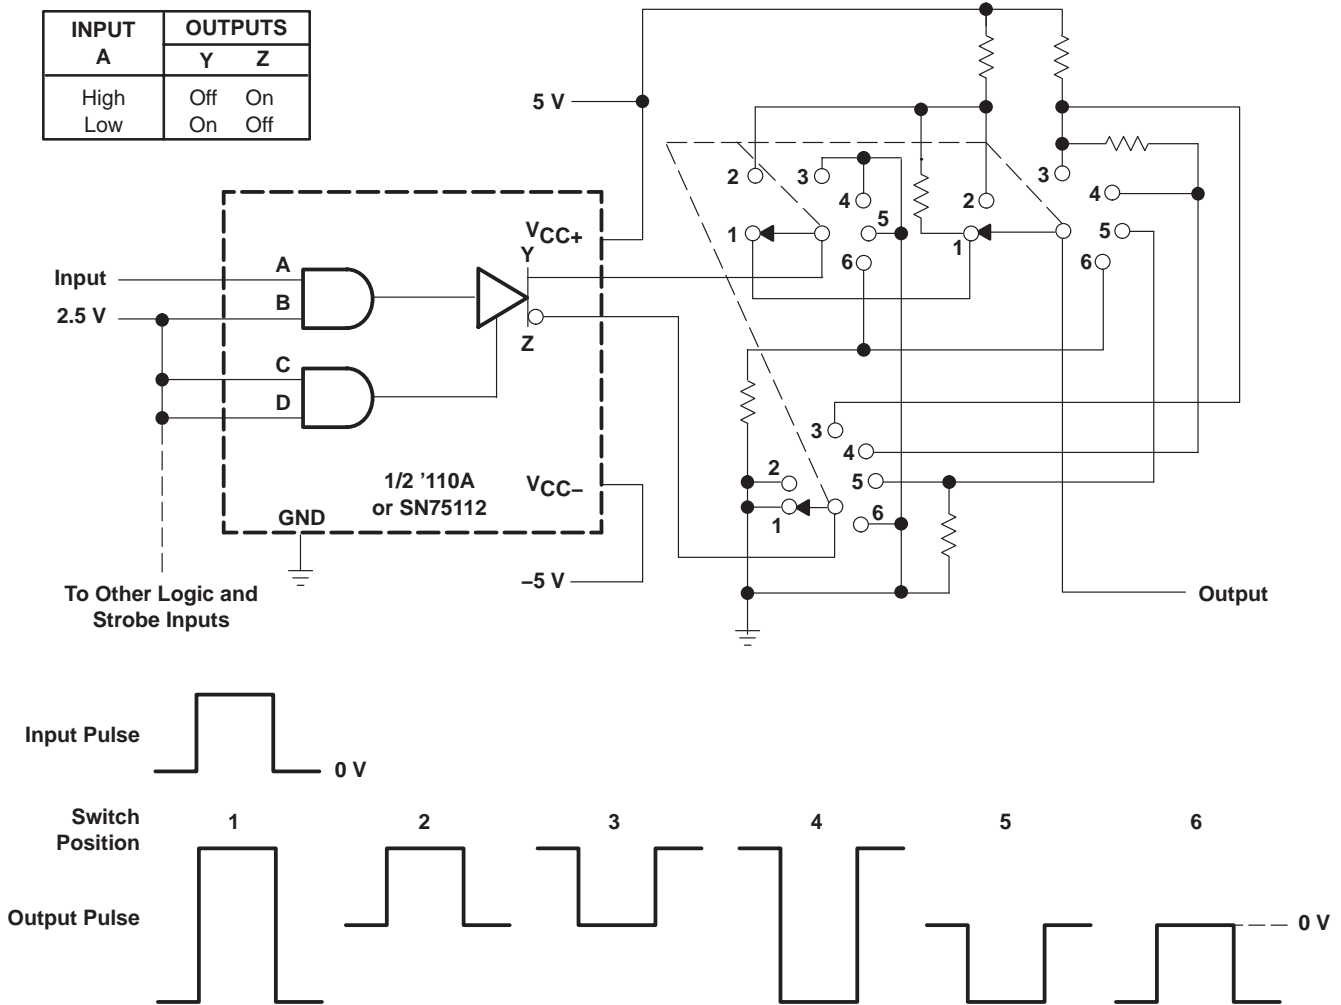 INPUT A OUTPUTS
Y Z
High Off On
Low On Off
5 V
2 3 4 5 1 6
2 1 3 4 5 6
VCC+
Y
Input
A
B
2.5 V
Z
C
D
3
4
2 5
1 6
1/2 '110A
or SN75112
VCC–
GND
–5 V
To Other Logic and
Strobe Inputs
Output
Input Pulse
0 V
Switch
Position
1 2 3 4 5 6
Output Pulse
0 V